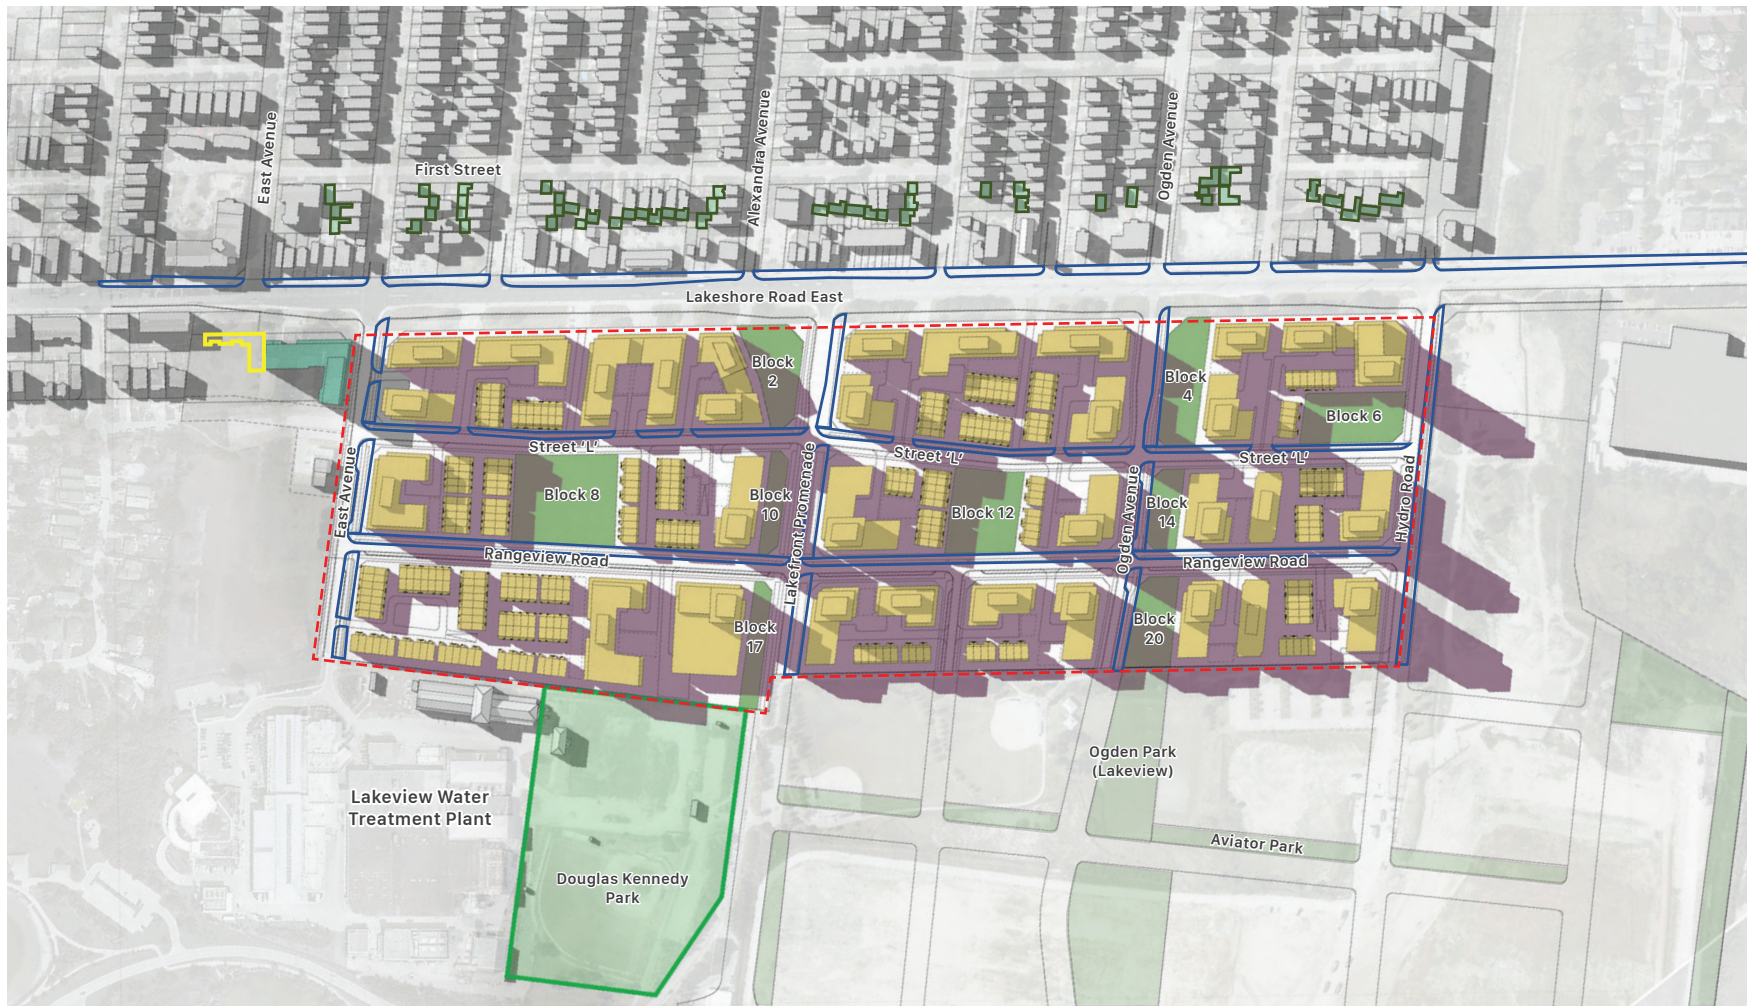 East Avenue
First Street
Alexandra Avenue
Ogden Avenue
Lakeshore Road East
Block
2
Block
4
Block 6
Street ‘L’
Street ‘L’
Street ‘L’
East Avenue
Block 8
Block
10
Lakefront Promenade
Block 12
Ogden Avenue
Block
14
Hydro Road
Rangeview Road
Rangeview Road
Block
17
Block
20
Ogden Park
(Lakeview)
Lakeview Water
Treatment Plant
Aviator Park
Douglas Kennedy
Park